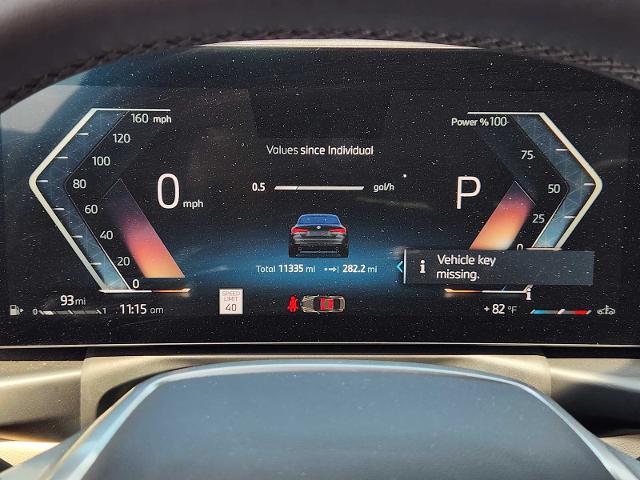 160 mph
120
100
80
60
40
20
0
0 mph
Values since Individual
0.5 gal/h
Total 11335 mi 282.2 mi
Power % 100
75
50
25
0
P
i Vehicle key
missing.
i
93 mi
0 1
11:15 am
SPEED
LIMIT
40
+ 82 °F